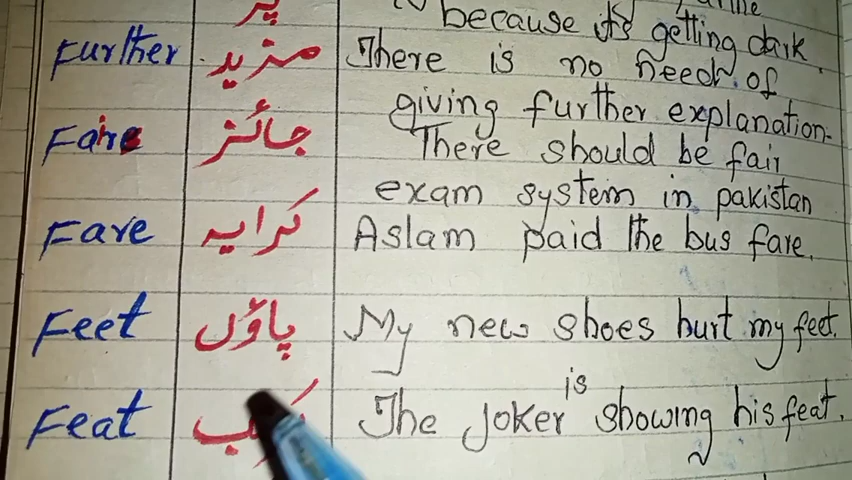 پر
because it's getting dark.
Further مزید There is no need of
giving further explanation.
Fair جائز There should be fair
exam system in pakistan
Fare کرایہ Aslam paid the bus fare.
Feet پاؤں My new shoes hurt my feet.
is
Feat The joker showing his feat.